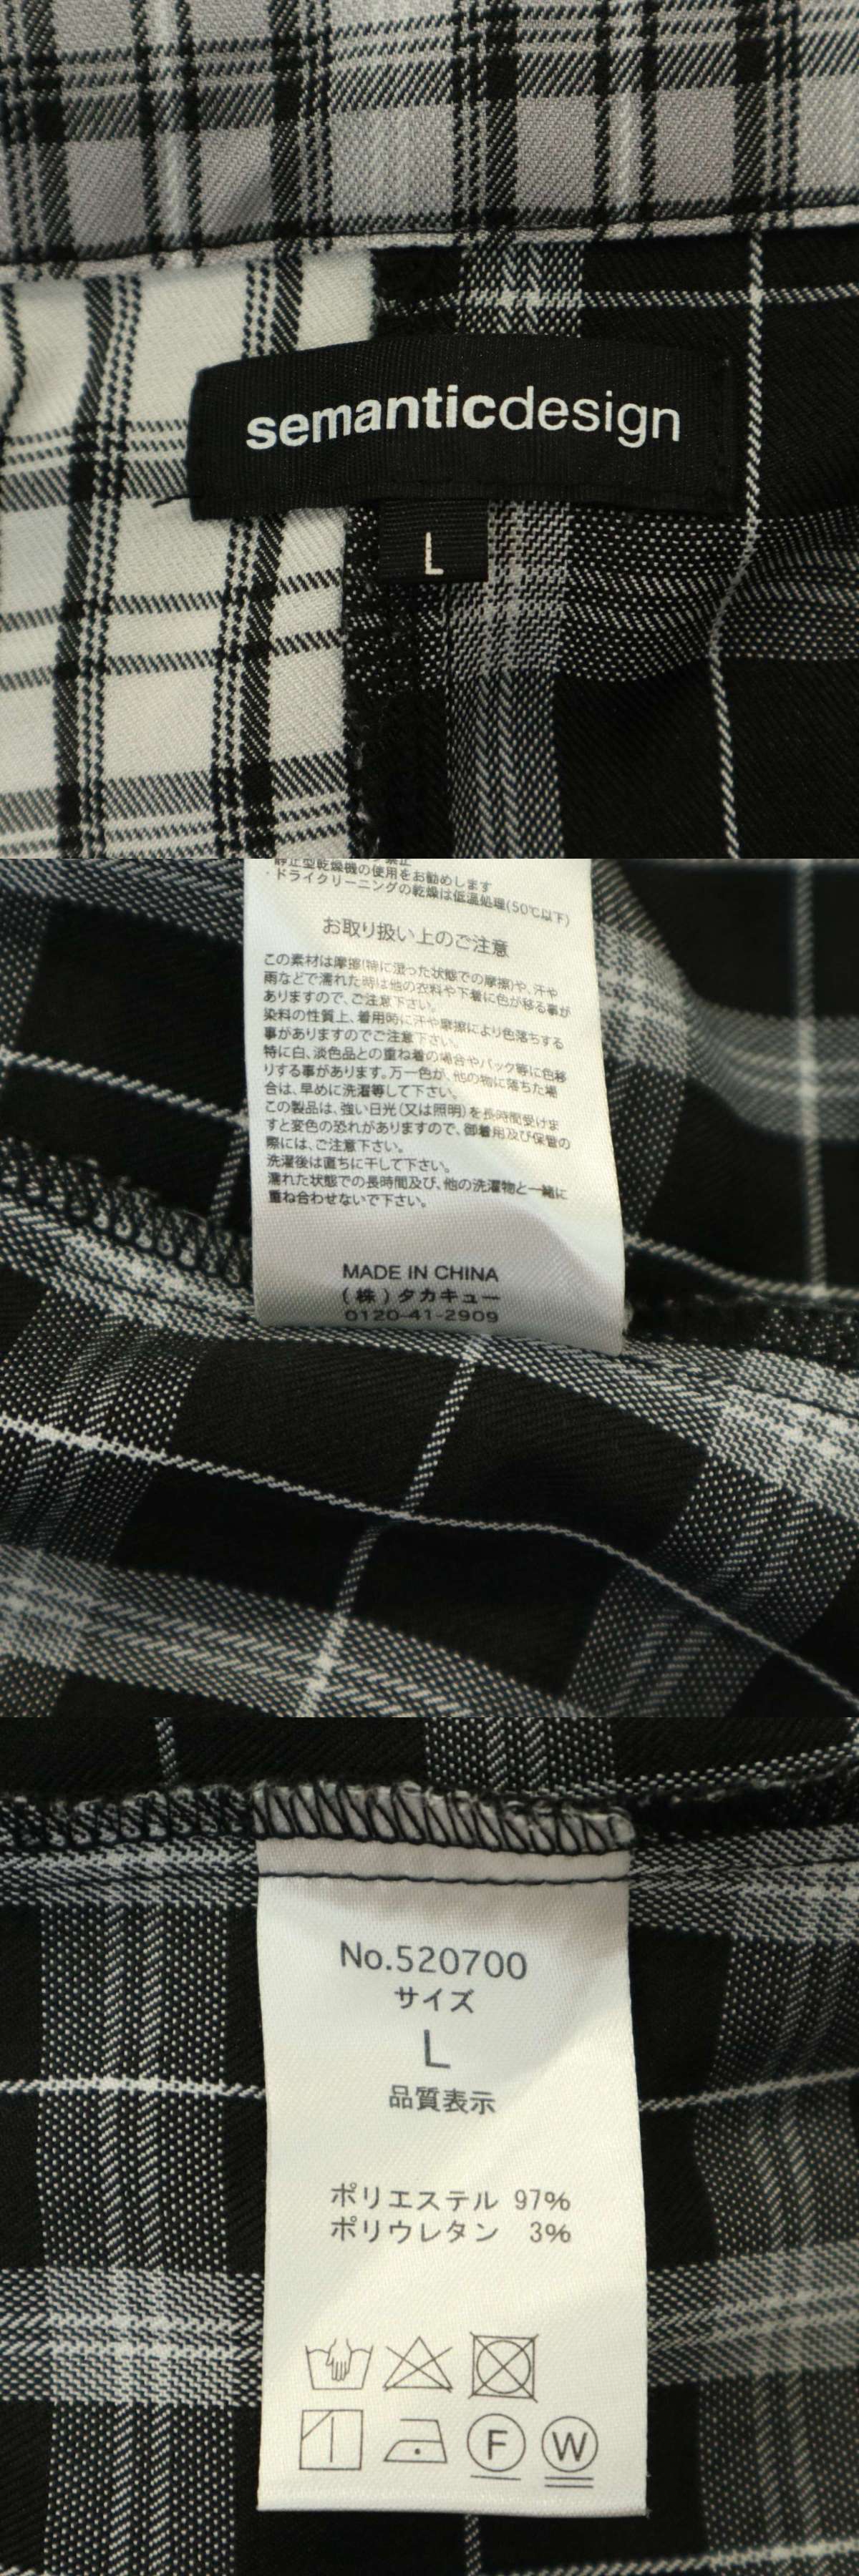 semanticdesign
L
静止型乾燥機の使用をお勧めします
・ドライクリーニングの乾燥は低温処理(50℃以下)
お取り扱い上のご注意
この素材は摩擦(特に湿った状態での摩擦)や、汗や
雨などで濡れた時は他の衣料や下着に色が移る事が
ありますので、ご注意下さい。
染料の性質上、着用時に汗や摩擦により色落ちする
事がありますのでご注意下さい。
特に白、淡色品との重ね着の場合やバック等に色移
りする事があります。万一色が、他の物に落ちた場
合は、早めに洗濯等して下さい。
この製品は、強い日光(又は照明)を長時間受けま
すと変色の恐れがありますので、御着用及び保管の
際には、ご注意下さい。
洗濯後は直ちに干して下さい。
濡れた状態での長時間及び、他の洗濯物と一緒に
重ね合わせないで下さい。
MADE IN CHINA
(株)タカキュー
0120-41-2909
No.520700
サイズ
L
品質表示
ポリエステル 97%
ポリウレタン 3%
F W